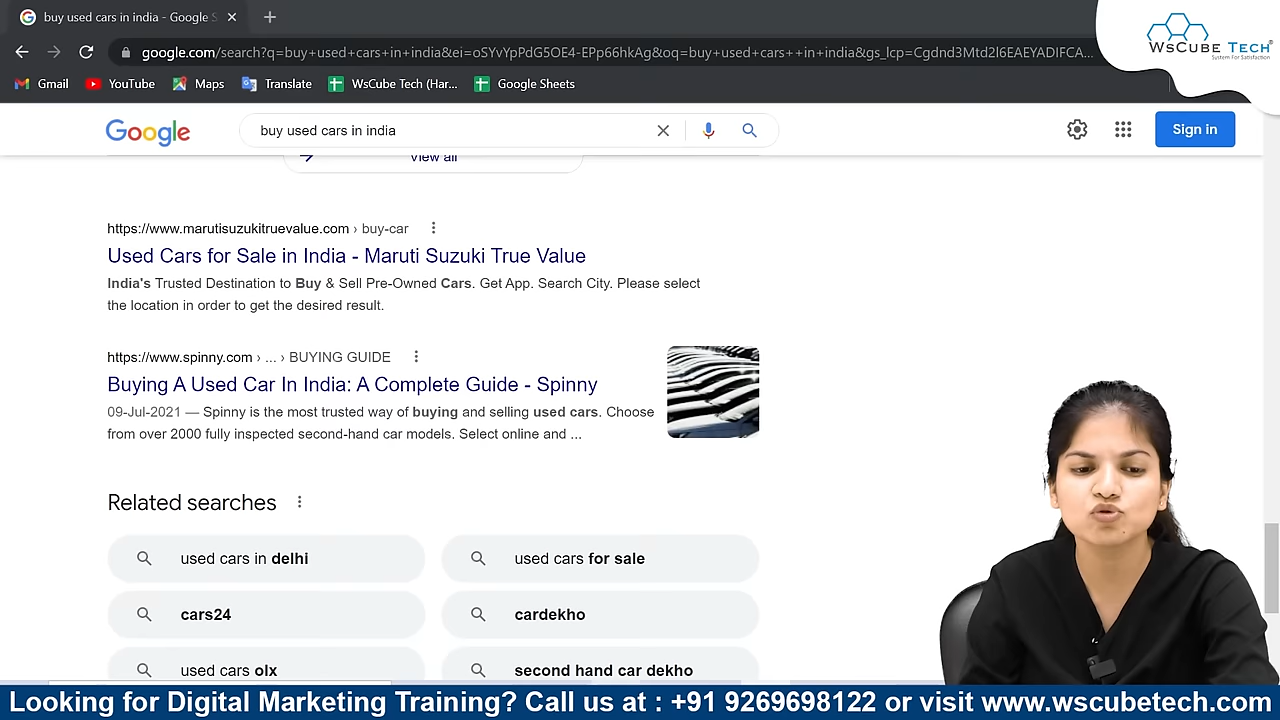 buy used cars in india - Google S
google.com/search?q=buy+used+cars+in+india&ei=
&oq=buy+used+cars++in+india&gs_lcp=
WsCube Tech
System For Satisfaction
Gmail
YouTube
Maps
Translate
WsCube Tech (Har...
Google Sheets
Google
buy used cars in india
Sign in
View all
https://www.marutisuzukitruevalue.com › buy-car
Used Cars for Sale in India - Maruti Suzuki True Value
India's Trusted Destination to Buy & Sell Pre-Owned Cars. Get App. Search City. Please select
the location in order to get the desired result.
https://www.spinny.com › ... › BUYING GUIDE
Buying A Used Car In India: A Complete Guide - Spinny
09-Jul-2021 — Spinny is the most trusted way of buying and selling used cars. Choose
from over 2000 fully inspected second-hand car models. Select online and ...
Related searches
used cars in delhi
used cars for sale
cars24
cardekho
used cars olx
second hand car dekho
Looking for Digital Marketing Training? Call us at : +91 9269698122 or visit www.wscubetech.com